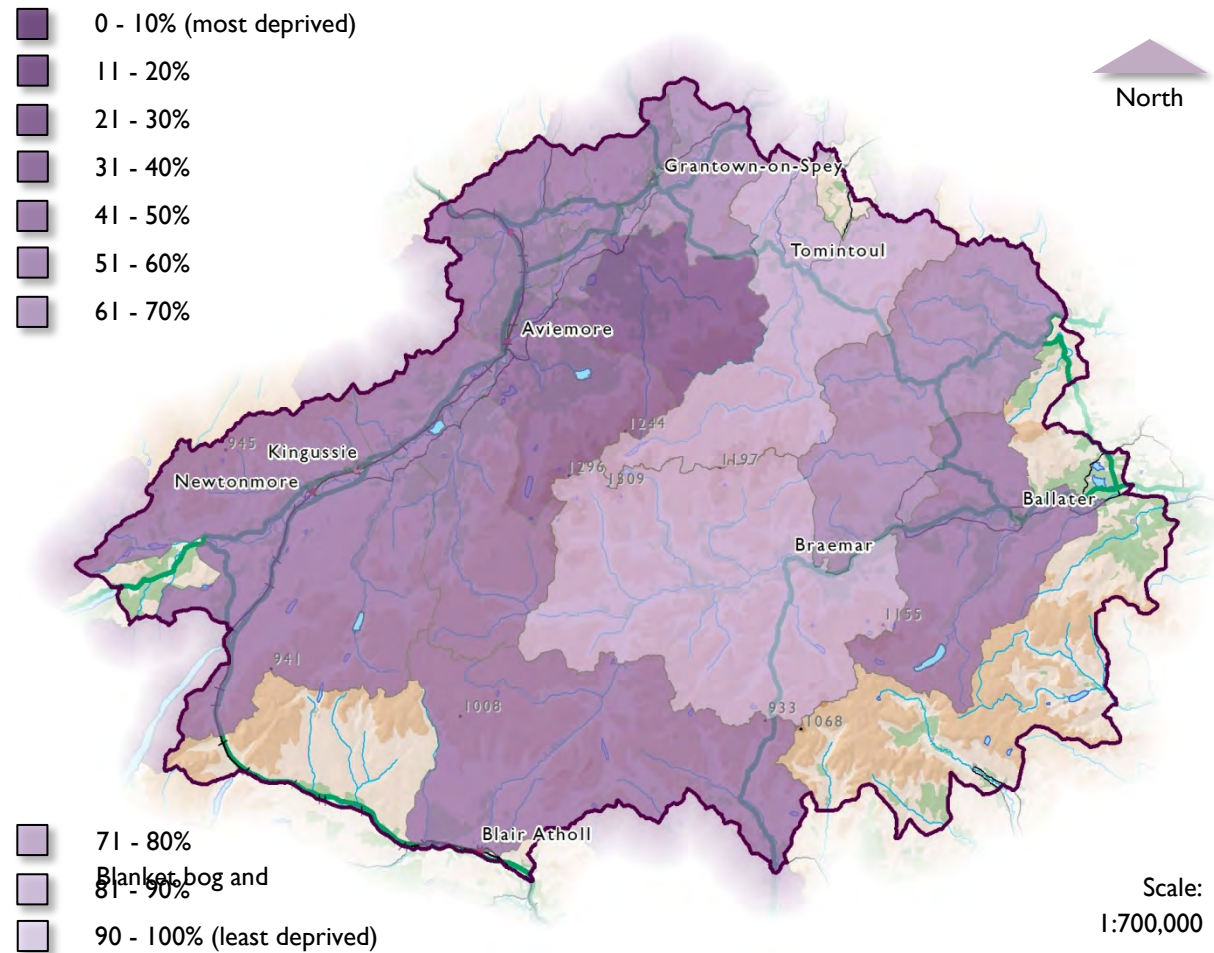 0 - 10% (most deprived)
11 - 20%
21 - 30%
31 - 40%
41 - 50%
51 - 60%
61 - 70%
North
Grantown-on-Spey
Tomintoul
Aviemore
1244
945
Kingussie
1296
1309
1197
Newtonmore
Ballater
Braemar
1155
941
1008
933
1068
Blair Atholl
71 - 80%
Blanket bog and
81 - 90%
90 - 100% (least deprived)
Scale:
1:700,000